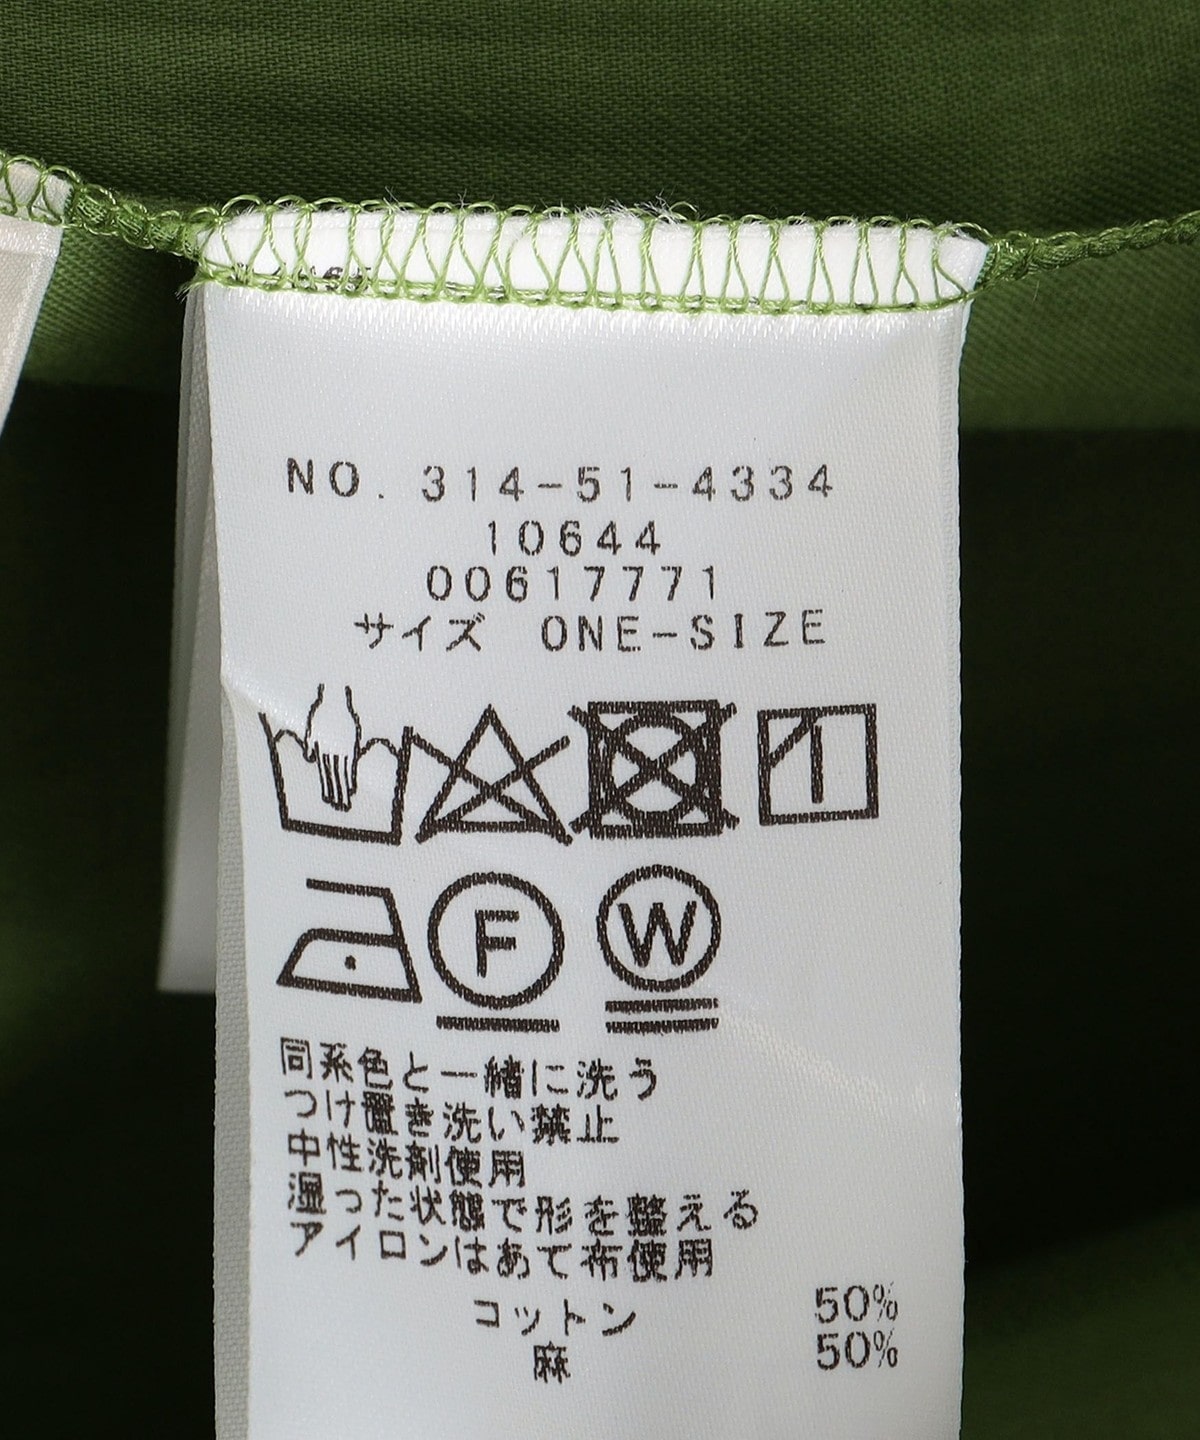 NO. 314-51-4334
10644
00617771
サイズ ONE-SIZE
F W
同系色と一緒に洗う
つけ置き洗い禁止
中性洗剤使用
湿った状態で形を整える
アイロンはあて布使用
コットン 50%
麻 50%